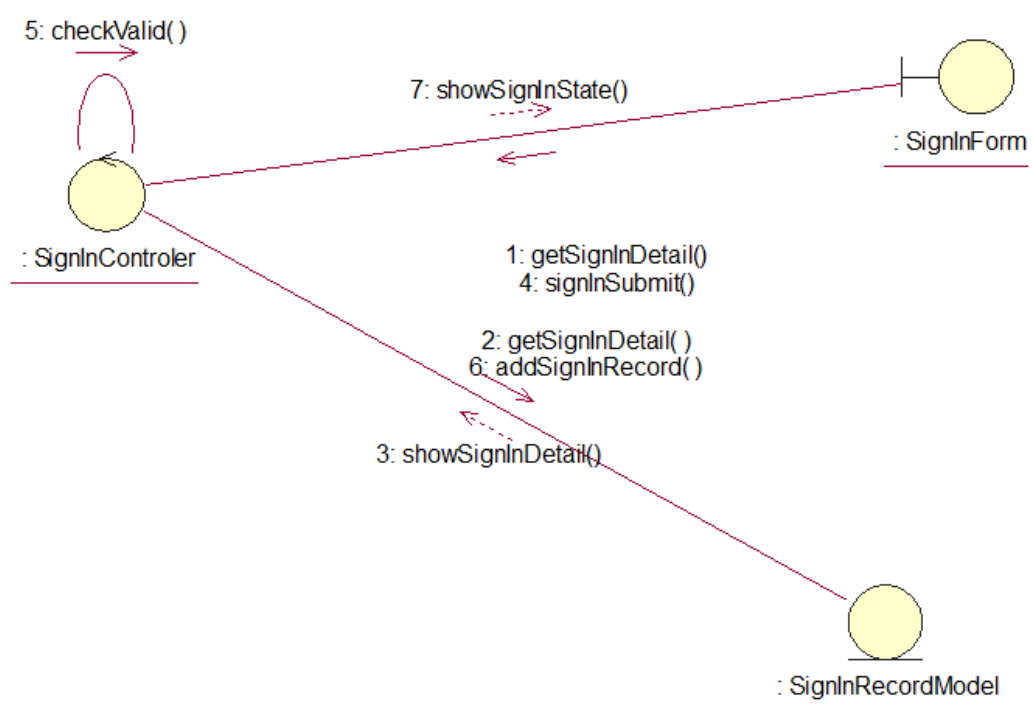 5: checkValid( )
7: showSignInState()
: SignInForm
: SignInControler
1: getSignInDetail()
4: signInSubmit()
2: getSignInDetail( )
6: addSignInRecord( )
3: showSignInDetail()
: SignInRecordModel